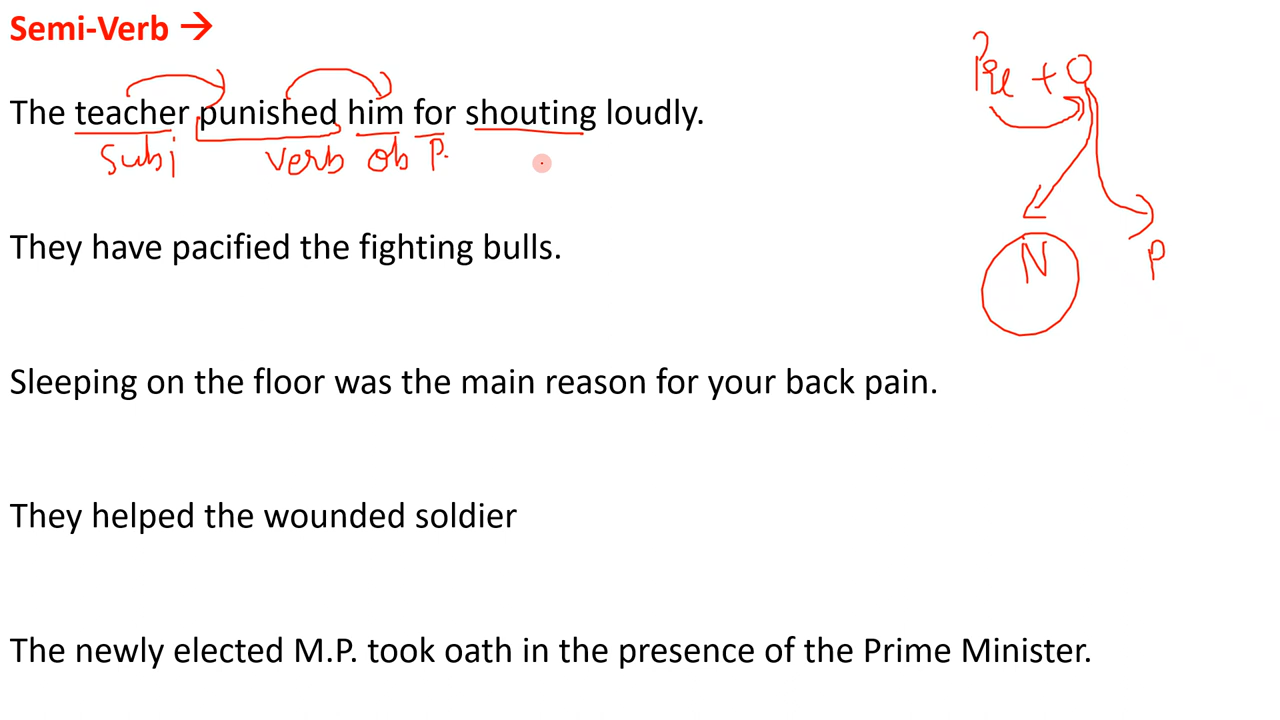 Semi-Verb →
Pre + O
The teacher punished him for shouting loudly.
Subj verb ob P.
They have pacified the fighting bulls.
N P
Sleeping on the floor was the main reason for your back pain.
They helped the wounded soldier
The newly elected M.P. took oath in the presence of the Prime Minister.